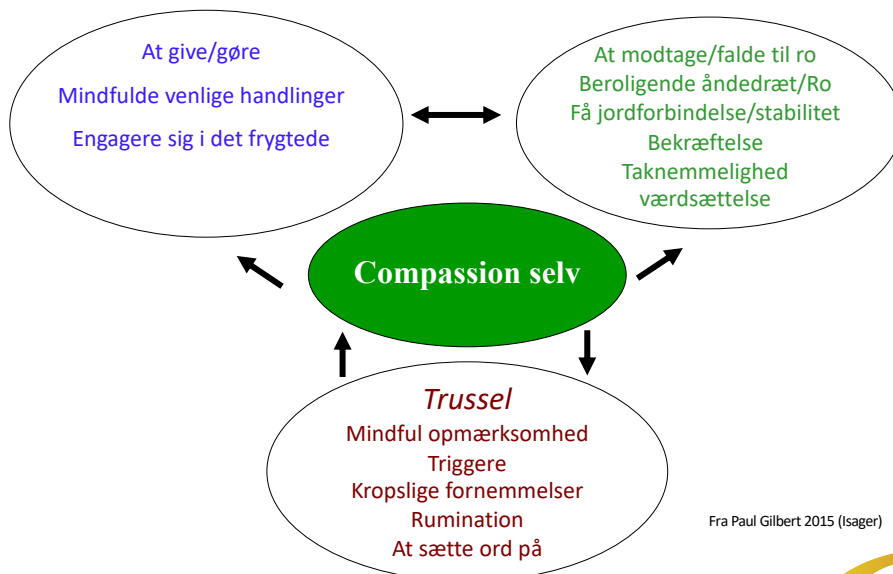 At give/gøre
Mindfulde venlige handlinger
Engagere sig i det frygtede
At modtage/falde til ro
Beroligende åndedræt/Ro
Få jordforbindelse/stabilitet
Bekræftelse
Taknemmelighed
værdsættelse
Compassion selv
Trussel
Mindful opmærksomhed
Triggere
Kropslige fornemmelser
Rumination
At sætte ord på
Fra Paul Gilbert 2015 (Isager)